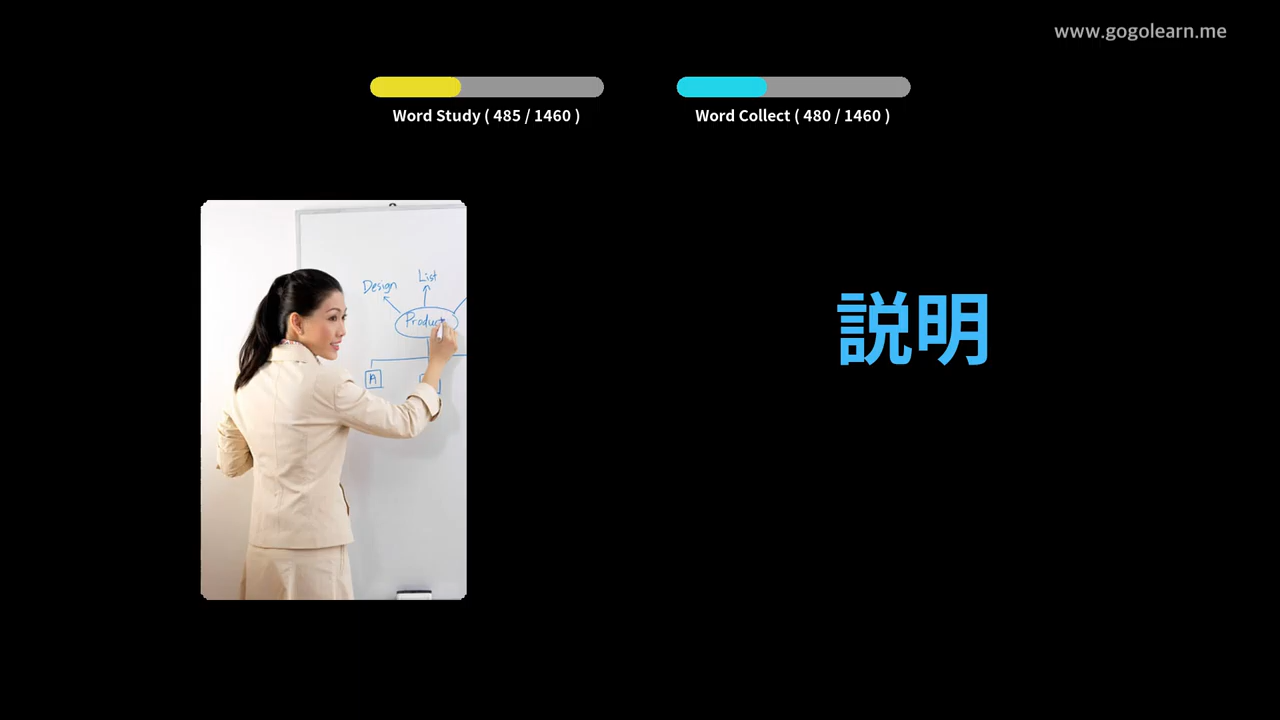 www.gogolearn.me
Word Study ( 485 / 1460 )
Word Collect ( 480 / 1460 )
説明
List
Design
Product
A